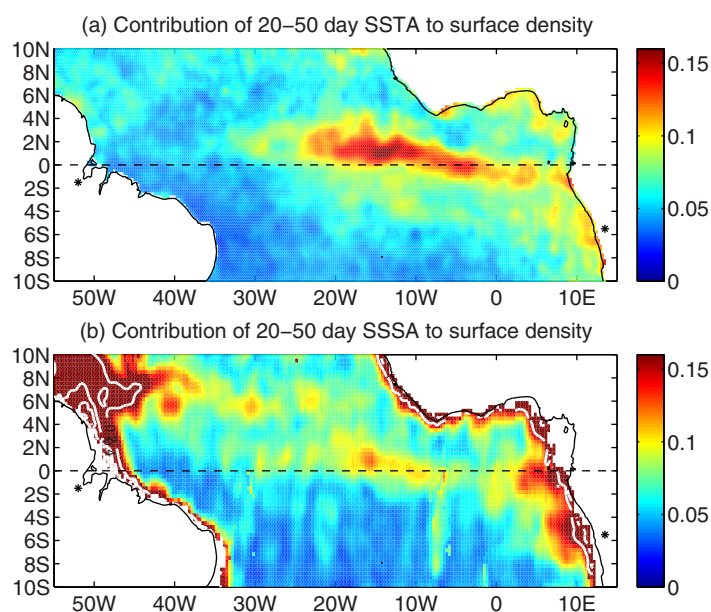 (a) Contribution of 20−50 day SSTA to surface density
10N
8N
6N
4N
2N
0
2S
4S
6S
8S
10S
50W 40W 30W 20W 10W 0 10E
0.15
0.1
0.05
0
(b) Contribution of 20−50 day SSSA to surface density
10N
8N
6N
4N
2N
0
2S
4S
6S
8S
10S
50W 40W 30W 20W 10W 0 10E
0.15
0.1
0.05
0